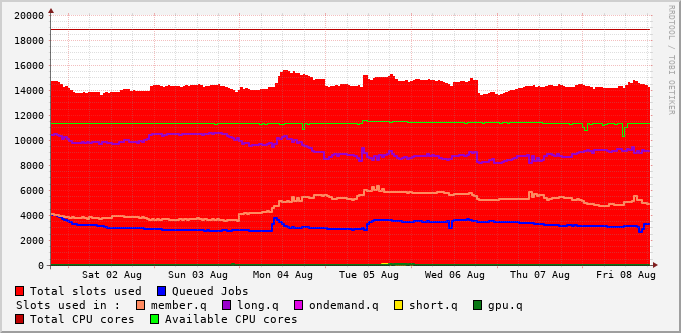 20000
18000
16000
14000
12000
10000
8000
6000
4000
2000
0
Sat 02 Aug Sun 03 Aug Mon 04 Aug Tue 05 Aug Wed 06 Aug Thu 07 Aug Fri 08 Aug
Total slots used Queued Jobs
Slots used in : member.q long.q ondemand.q short.q gpu.q
Total CPU cores Available CPU cores
RRDTOOL / TOBI OETIKER